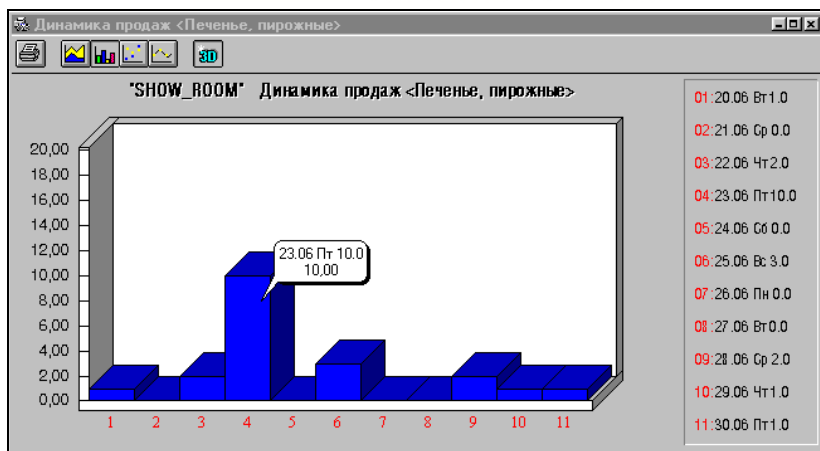 Динамика продаж <Печенье, пирожные>
3D
"SHOW_ROOM" Динамика продаж <Печенье, пирожные>
20,00
18,00
16,00
14,00
12,00
10,00
8,00
6,00
4,00
2,00
0,00
23.06 Пт 10.0
10,00
1 2 3 4 5 6 7 8 9 10 11
01:20.06 Вт1.0
02:21.06 Ср 0.0
03:22.06 Чт2.0
04:23.06 Пт10.0
05:24.06 Сб 0.0
06:25.06 Вс 3.0
07:26.06 Пн 0.0
08:27.06 Вт0.0
09:28.06 Ср 2.0
10:29.06 Чт1.0
11:30.06 Пт1.0